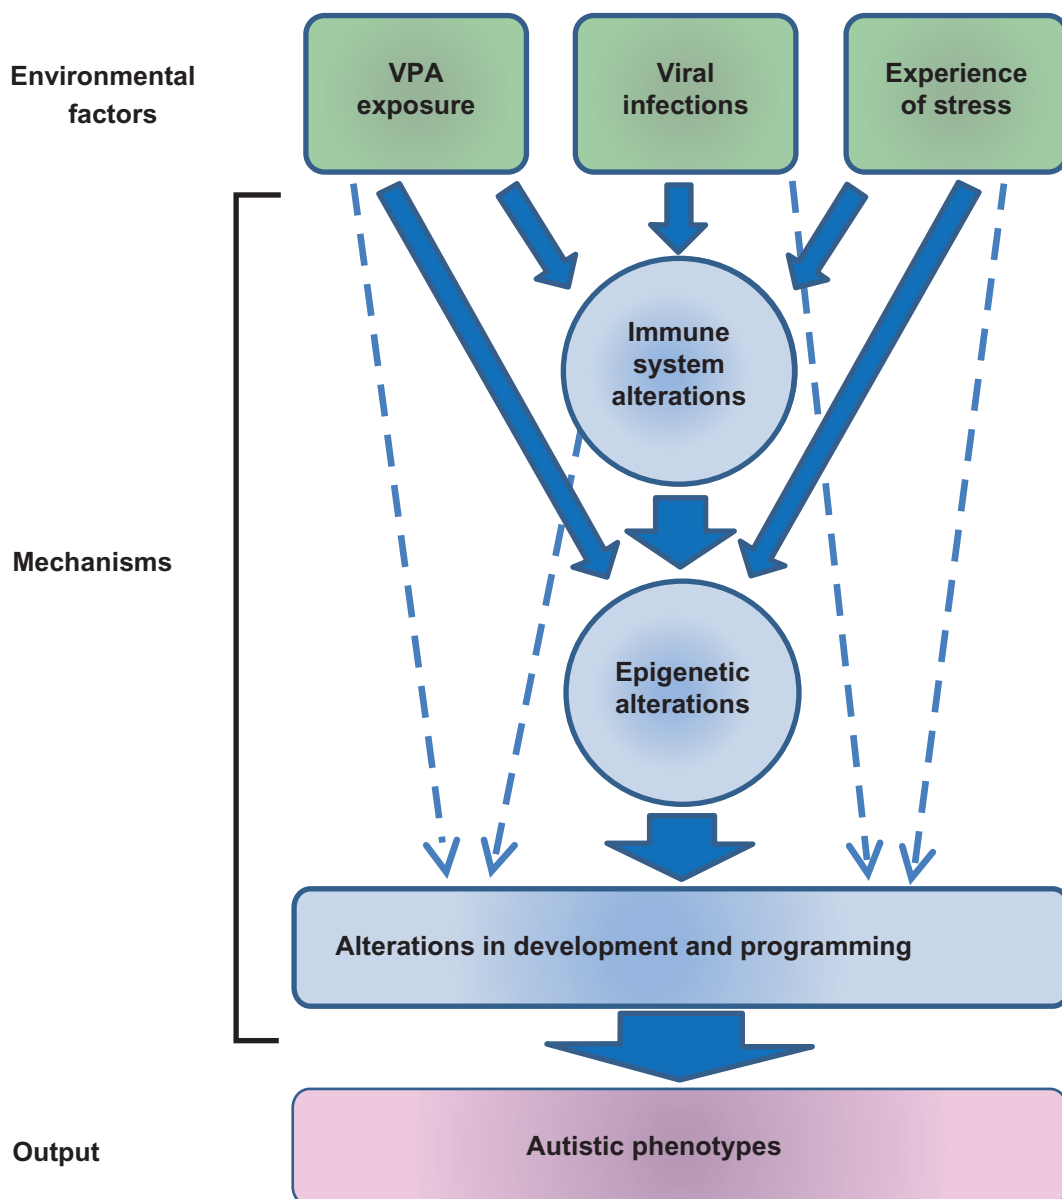 Environmental
factors
VPA
exposure
Viral
infections
Experience
of stress
Immune
system
alterations
Mechanisms
Epigenetic
alterations
Alterations in development and programming
Output
Autistic phenotypes